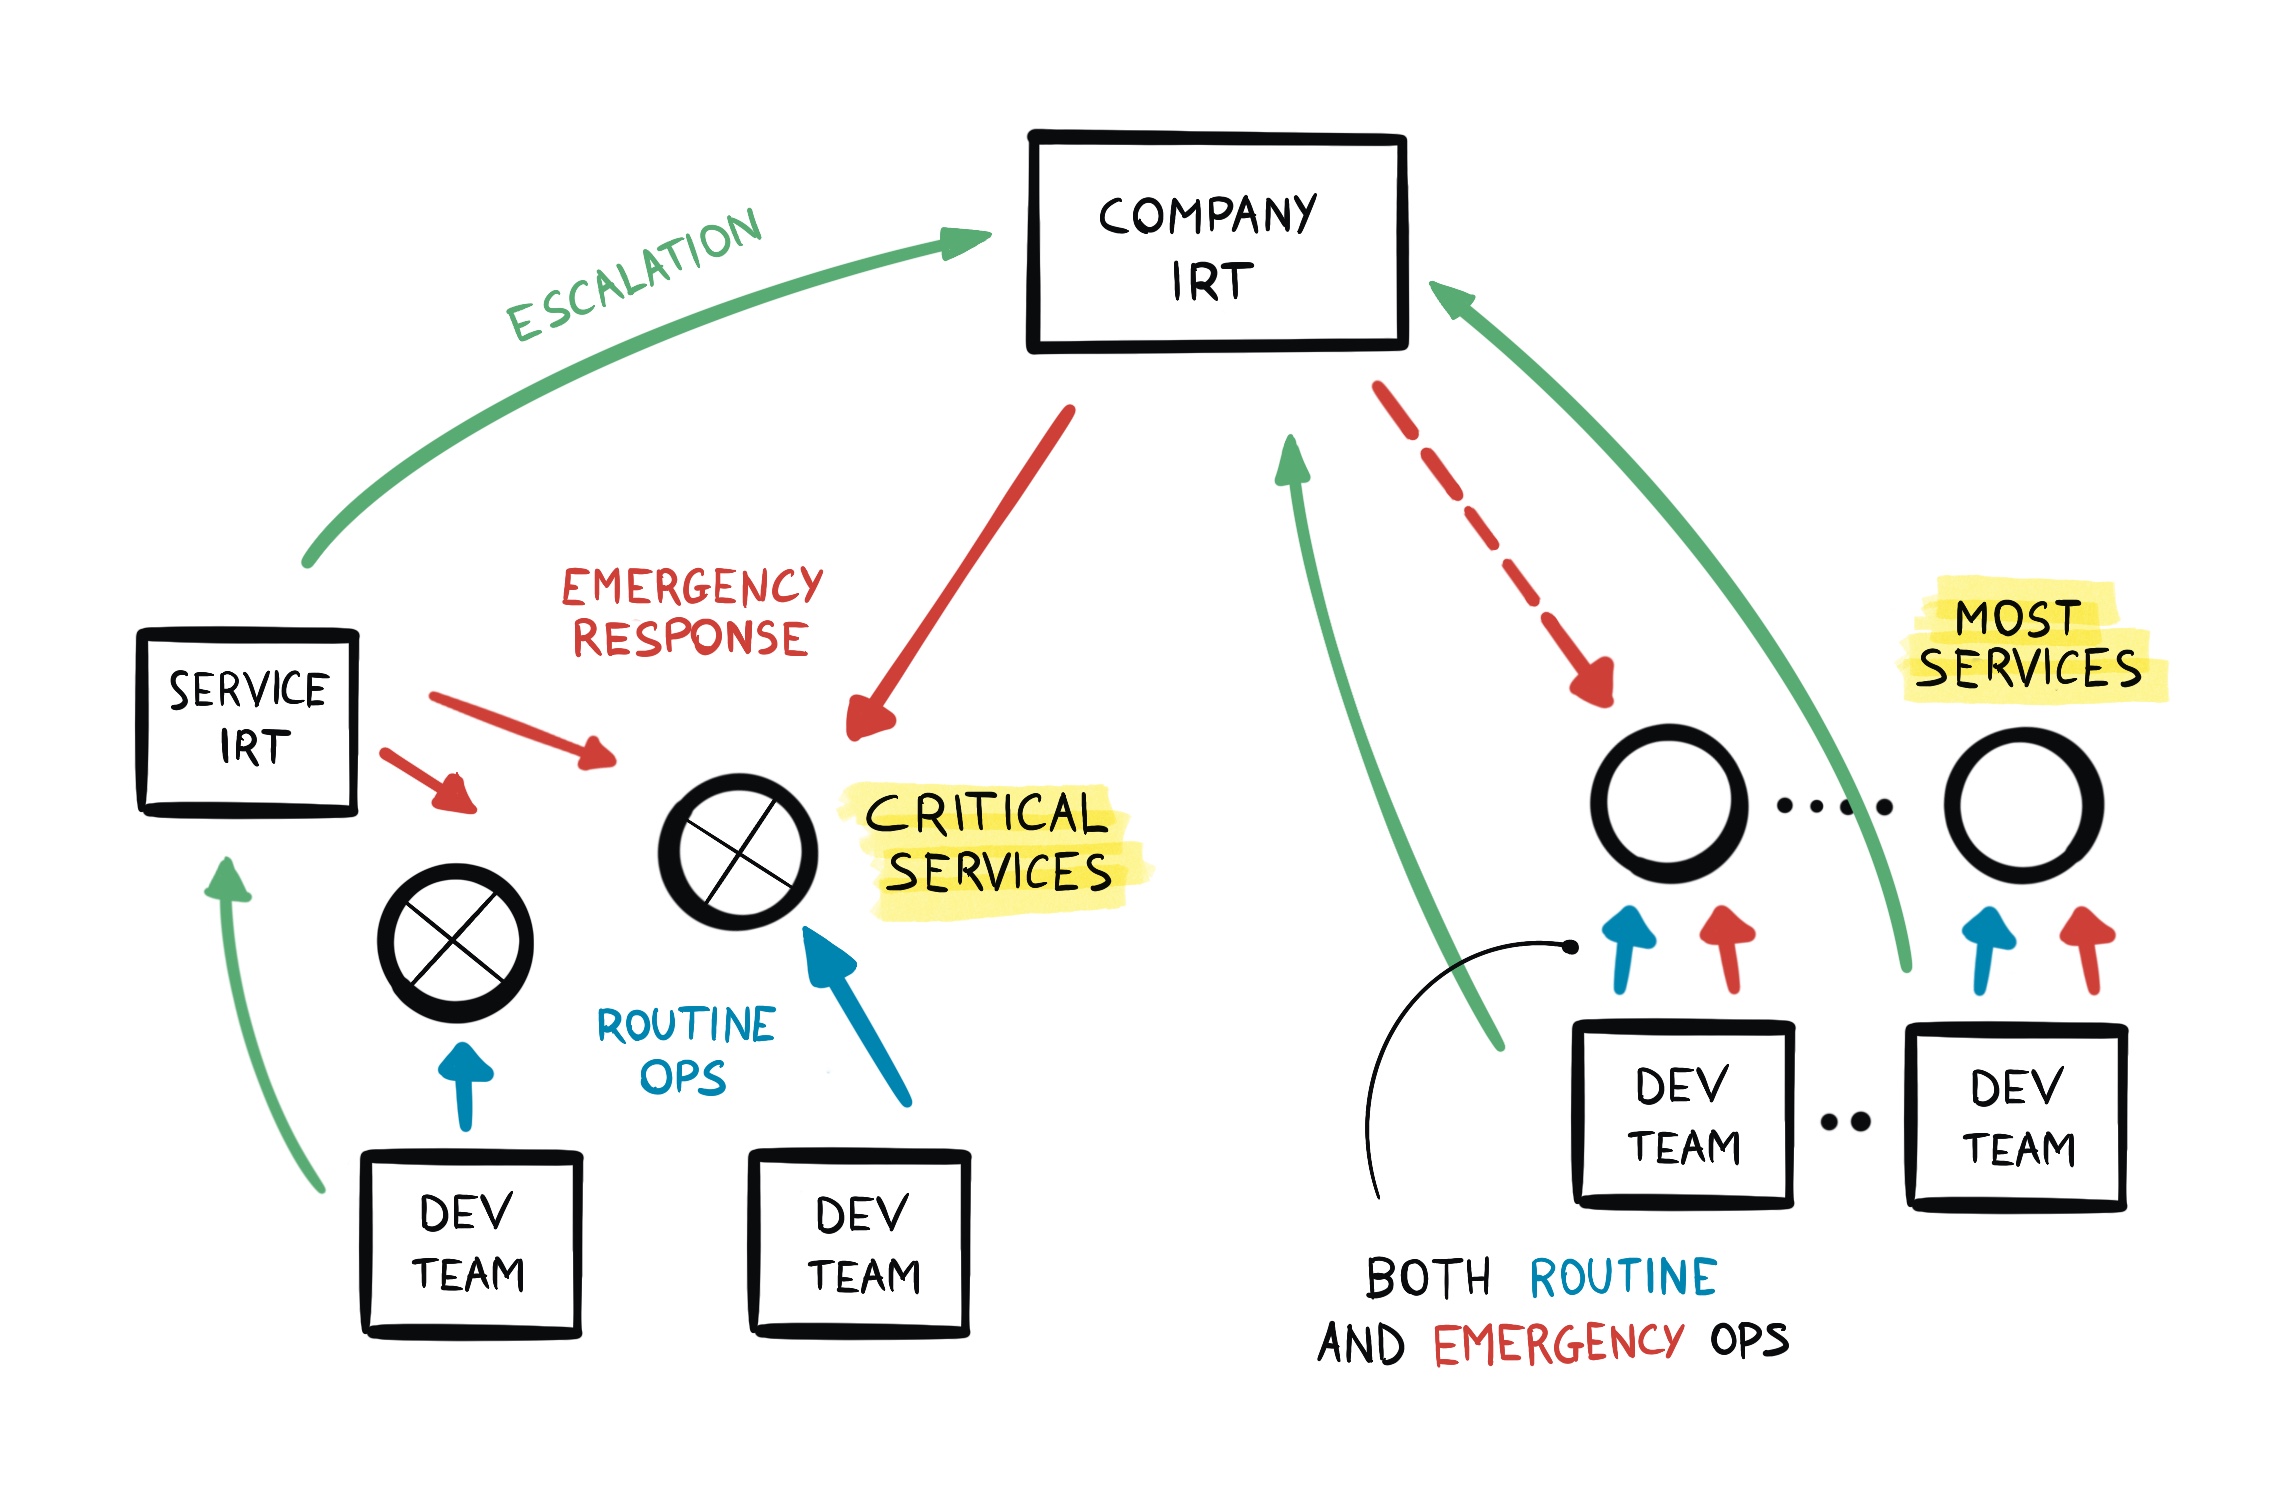 COMPANY
IRT
ESCALATION
EMERGENCY
RESPONSE
MOST
SERVICES
SERVICE
IRT
CRITICAL
SERVICES
ROUTINE
OPS
DEV
TEAM
DEV
TEAM
DEV
TEAM
DEV
TEAM
BOTH ROUTINE
AND EMERGENCY OPS